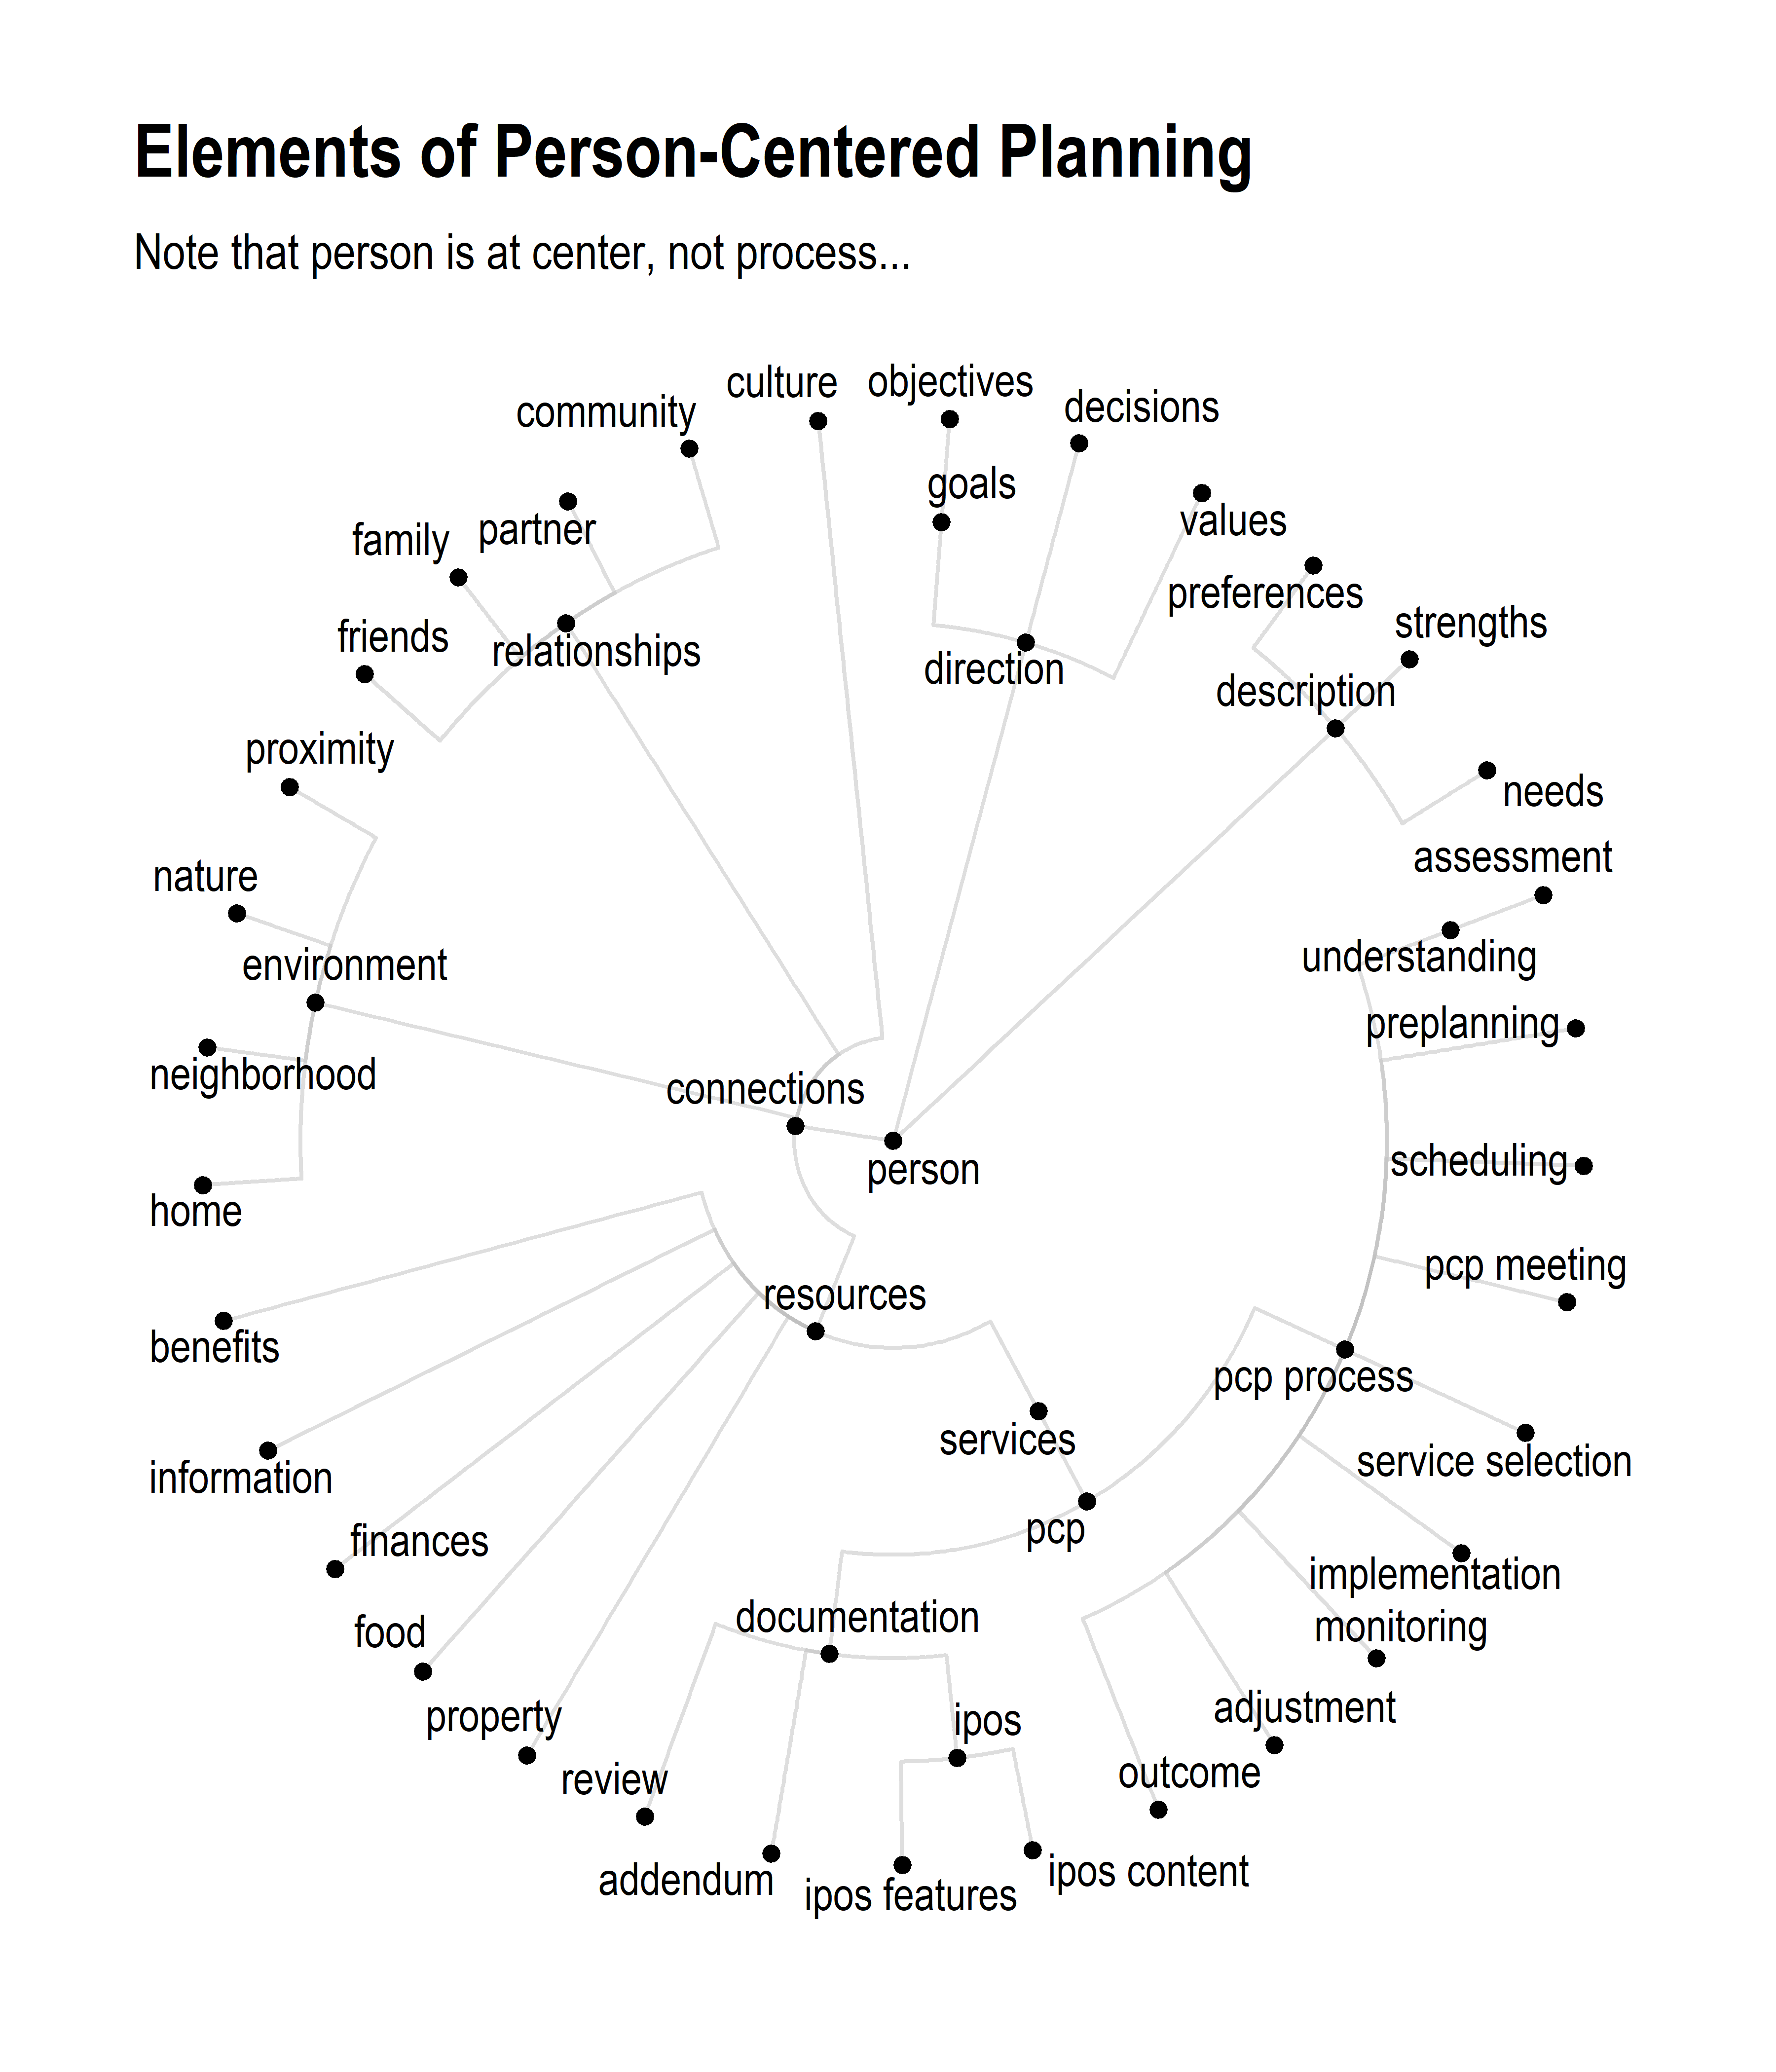 Elements of Person-Centered Planning
Note that person is at center, not process...
culture
objectives
decisions
community
goals
partner
values
family
preferences
strengths
friends
relationships
direction
description
proximity
needs
nature
assessment
environment
understanding
preplanning
neighborhood
connections
person
scheduling
home
resources
pcp meeting
benefits
pcp process
services
service selection
information
pcp
finances
implementation
food
documentation
monitoring
property
ipos
adjustment
review
outcome
addendum
ipos features
ipos content